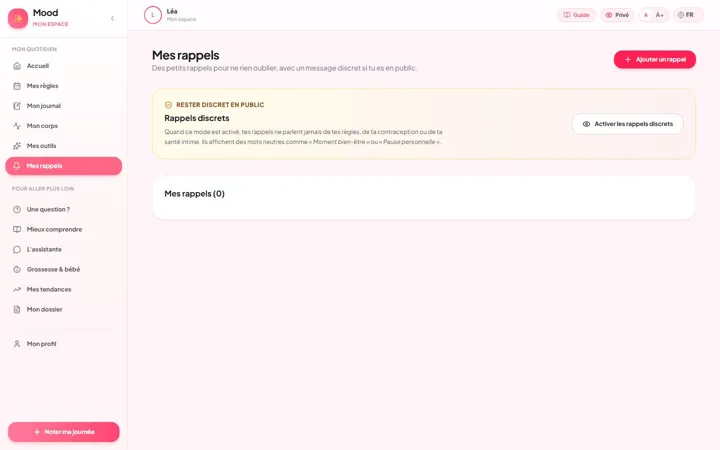 Mood
MON ESPACE
MON QUOTIDIEN
Accueil
Mes règles
Mon journal
Mon corps
Mes outils
Mes rappels
POUR ALLER PLUS LOIN
Une question ?
Mieux comprendre
L'assistante
Grossesse & bébé
Mes tendances
Mon dossier
Mon profil
Noter ma journée
L
Léa
Mon espace
Guide
Privé
A
A+
FR
Mes rappels
Des petits rappels pour ne rien oublier, avec un message discret si tu es en public.
Ajouter un rappel
RESTER DISCRET EN PUBLIC
Rappels discrets
Quand ce mode est activé, tes rappels ne parlent jamais de tes règles, de ta contraception ou de ta
santé intime. Ils affichent des mots neutres comme « Moment bien-être » ou « Pause personnelle ».
Activer les rappels discrets
Mes rappels (0)